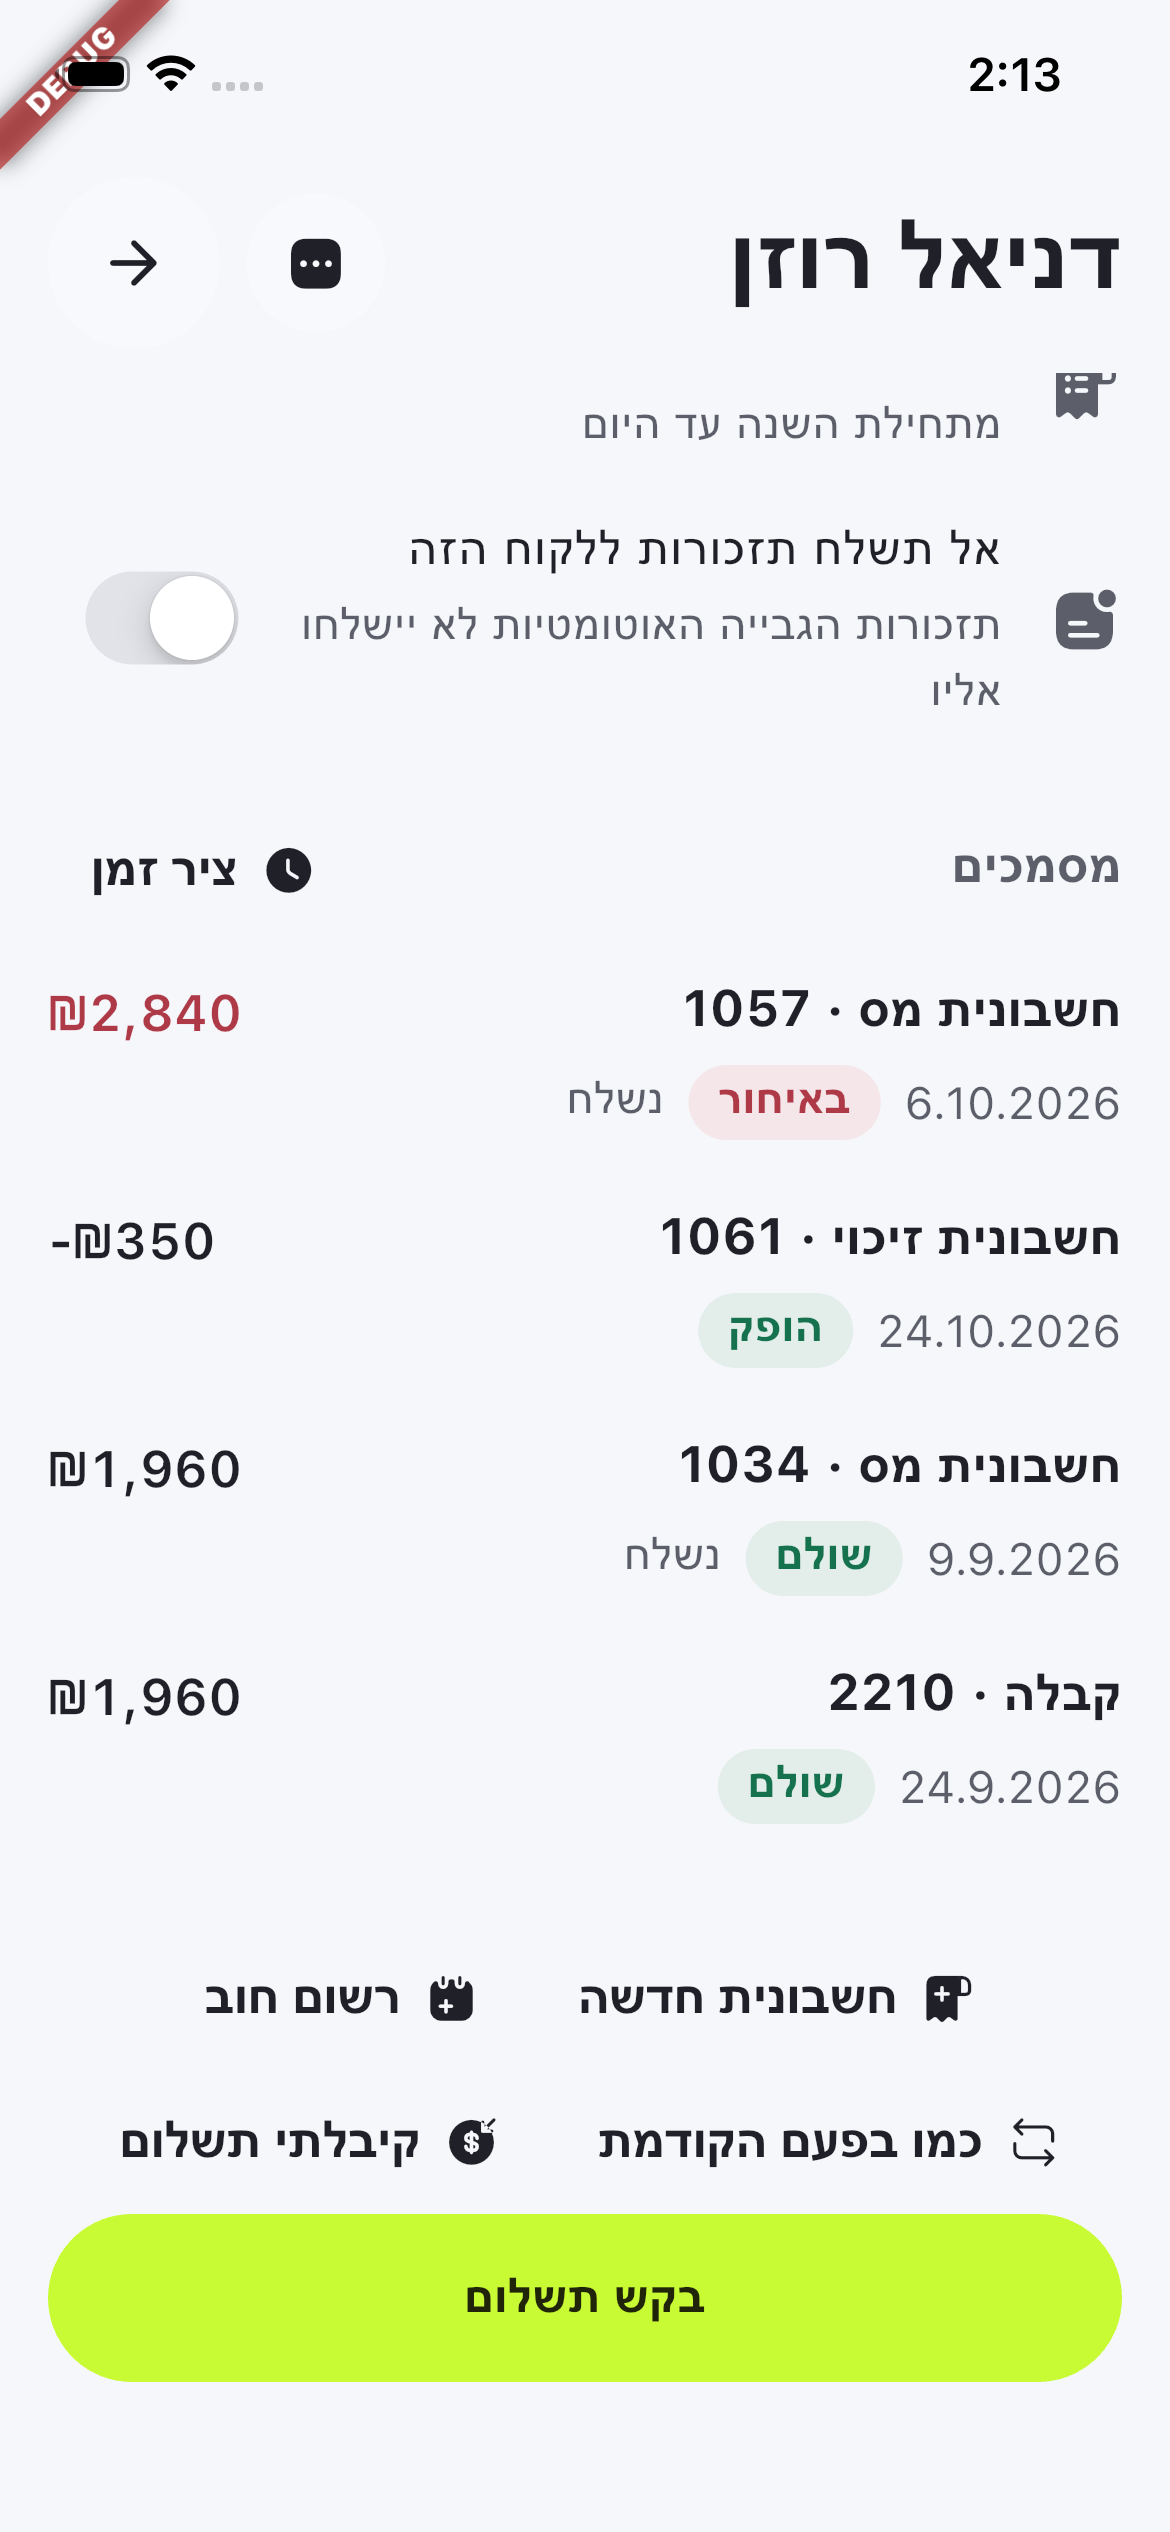 DEBUG
2:13
דניאל רוזן
מתחילת השנה עד היום
אל תשלח תזכורות ללקוח הזה
תזכורות הגבייה האוטומטיות לא יישלחו
אליו
מסמכים
ציר זמן
חשבונית מס · 1057
₪2,840
6.10.2026 באיחור נשלח
חשבונית זיכוי · 1061
-₪350
24.10.2026 הופק
חשבונית מס · 1034
₪1,960
9.9.2026 שולם נשלח
קבלה · 2210
₪1,960
24.9.2026 שולם
חשבונית חדשה
רשום חוב
כמו בפעם הקודמת
קיבלתי תשלום
בקש תשלום